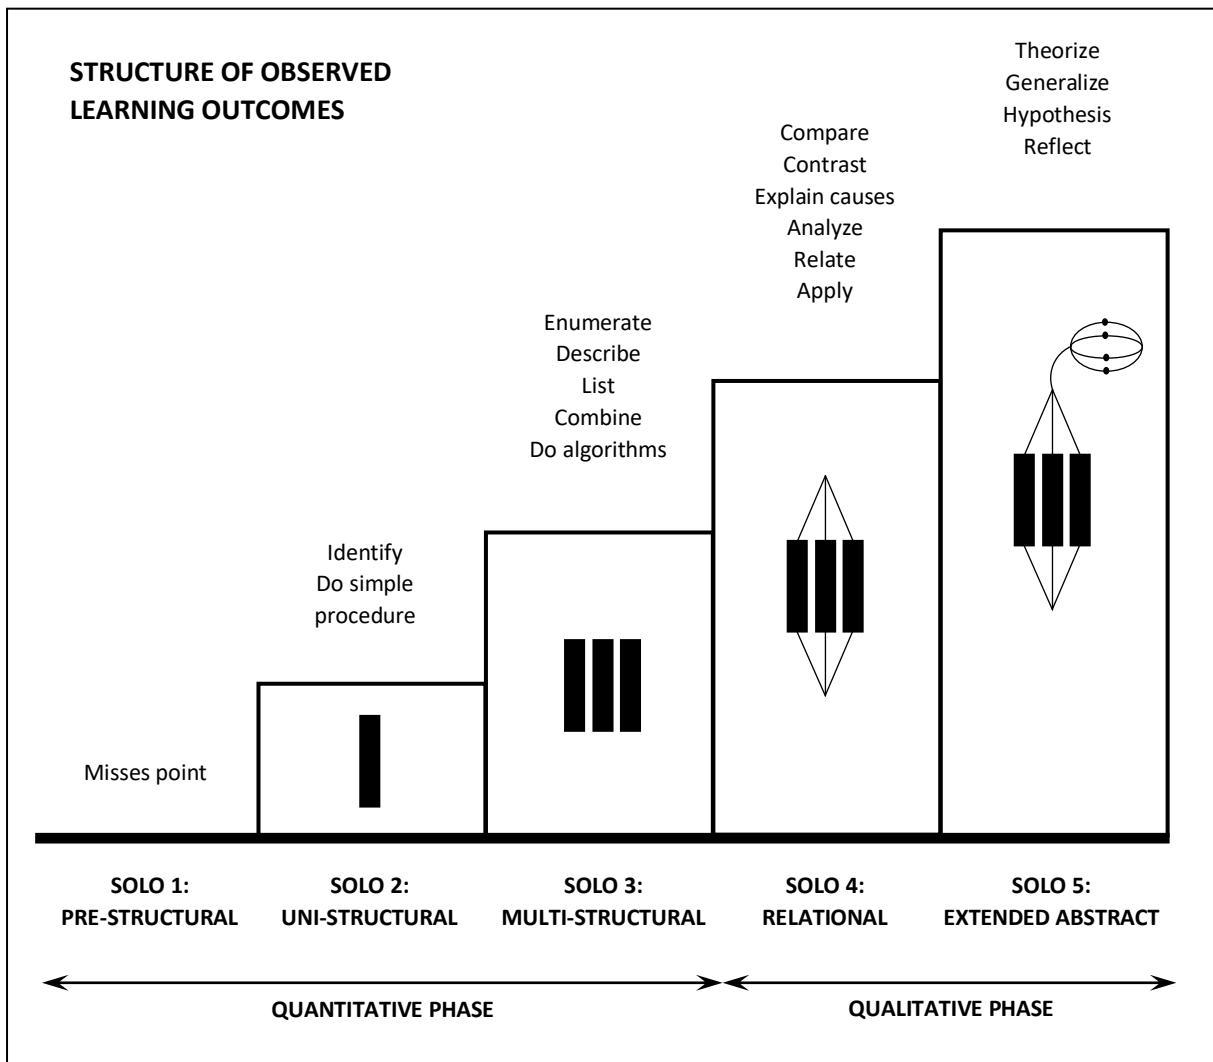 STRUCTURE OF OBSERVED
LEARNING OUTCOMES
Misses point
Identify
Do simple
procedure
Enumerate
Describe
List
Combine
Do algorithms
Compare
Contrast
Explain causes
Analyze
Relate
Apply
Theorize
Generalize
Hypothesis
Reflect
SOLO 1:
PRE-STRUCTURAL
SOLO 2:
UNI-STRUCTURAL
SOLO 3:
MULTI-STRUCTURAL
SOLO 4:
RELATIONAL
SOLO 5:
EXTENDED ABSTRACT
QUANTITATIVE PHASE
QUALITATIVE PHASE